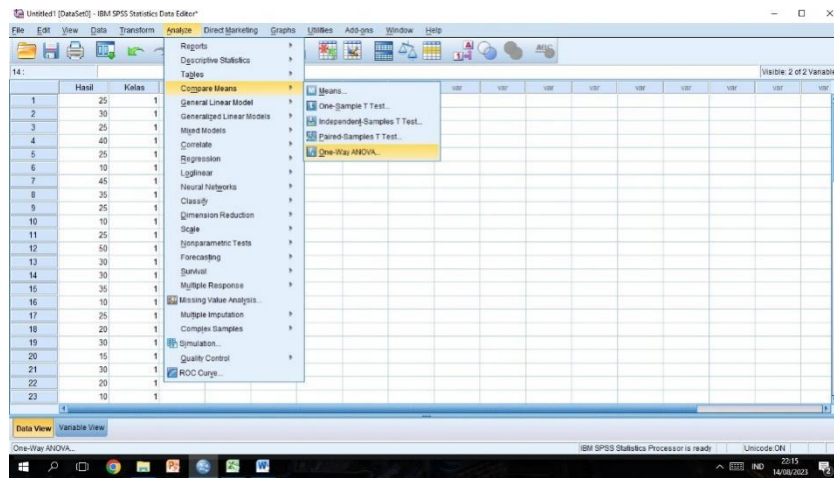 Untitled1 [DataSet0] - IBM SPSS Statistics Data Editor*
File Edit View Data Transform Analyze Direct Marketing Graphs Utilities Add-ons Window Help
14 :
Visible: 2 of 2 Variable
Hasil Kelas var var var var var var var var
1 25 1
2 30 1
3 25 1
4 40 1
5 25 1
6 10 1
7 45 1
8 35 1
9 25 1
10 10 1
11 25 1
12 50 1
13 30 1
14 30 1
15 35 1
16 10 1
17 25 1
18 20 1
19 30 1
20 15 1
21 30 1
22 20 1
23 10 1
Reports
Descriptive Statistics
Tables
Compare Means
General Linear Model
Generalized Linear Models
Mixed Models
Correlate
Regression
Loglinear
Neural Networks
Classify
Dimension Reduction
Scale
Nonparametric Tests
Forecasting
Survival
Multiple Response
Missing Value Analysis...
Multiple Imputation
Complex Samples
Simulation...
Quality Control
ROC Curve...
Means...
One-Sample T Test...
Independent-Samples T Test...
Paired-Samples T Test...
One-Way ANOVA...
Data View Variable View
One-Way ANOVA...
IBM SPSS Statistics Processor is ready
Unicode:ON
IND
22:15
14/08/2023